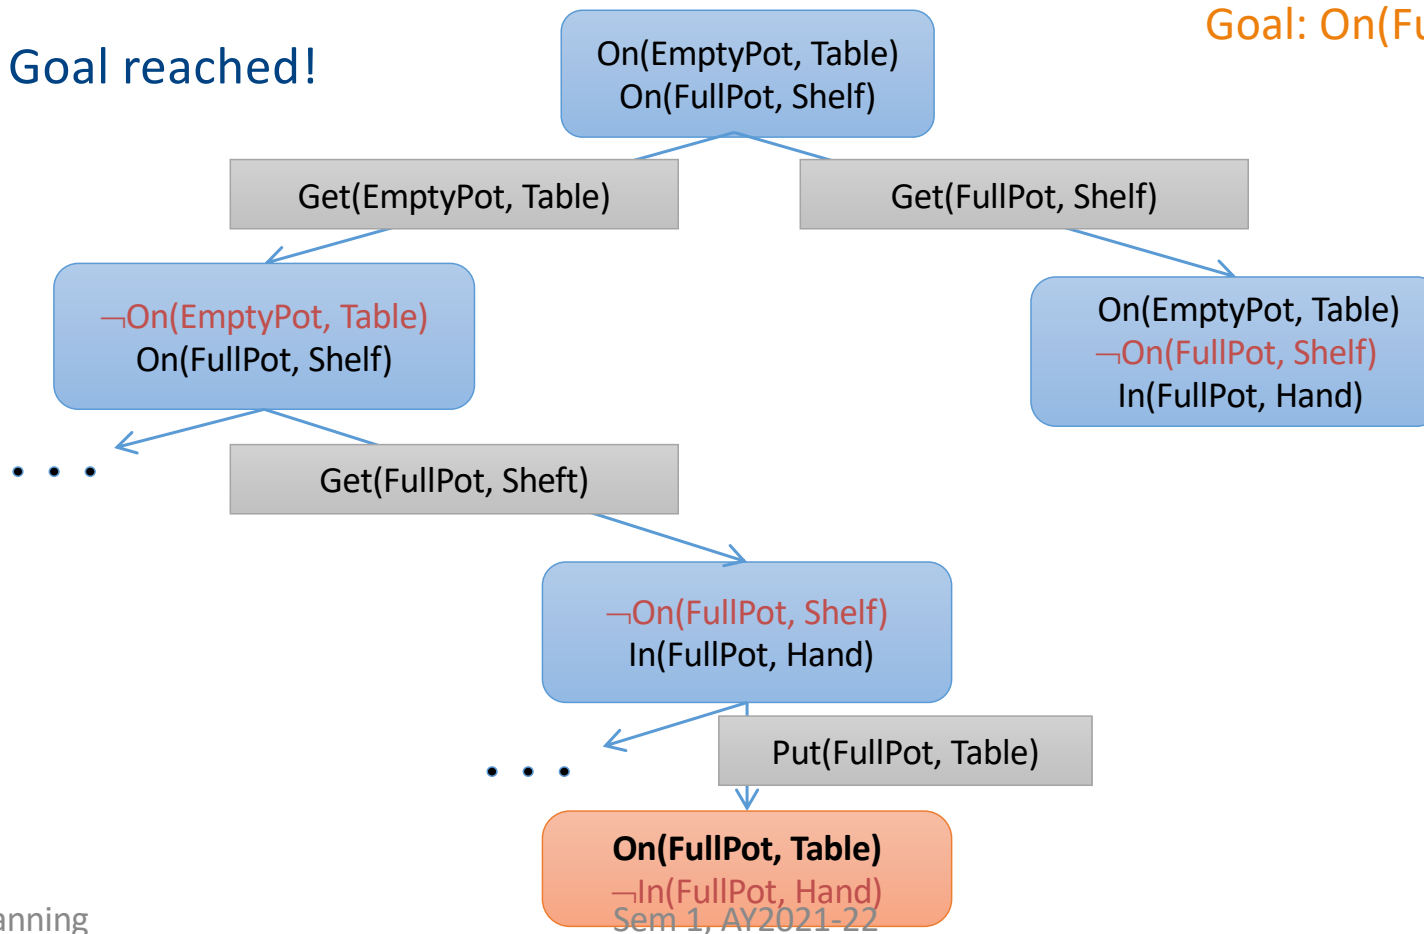 Goal: On(Fu
Goal reached!
On(EmptyPot, Table)
On(FullPot, Shelf)
Get(EmptyPot, Table)
Get(FullPot, Shelf)
¬On(EmptyPot, Table)
On(FullPot, Shelf)
On(EmptyPot, Table)
¬On(FullPot, Shelf)
In(FullPot, Hand)
. . .
Get(FullPot, Sheft)
¬On(FullPot, Shelf)
In(FullPot, Hand)
. . .
Put(FullPot, Table)
On(FullPot, Table)
¬In(FullPot, Hand)
anning
Sem 1, AY2021-22